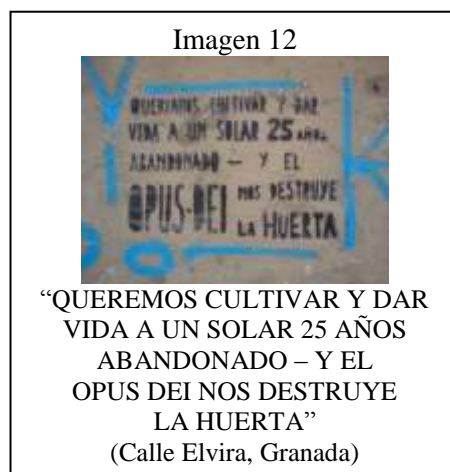 Imagen 12
QUERIAMOS CULTIVAR Y DAR
VIDA A UN SOLAR 25 AÑOS
ABANDONADO – Y EL
OPUS-DEI NOS DESTRUYE
LA HUERTA
“QUEREMOS CULTIVAR Y DAR
VIDA A UN SOLAR 25 AÑOS
ABANDONADO – Y EL
OPUS DEI NOS DESTRUYE
LA HUERTA”
(Calle Elvira, Granada)